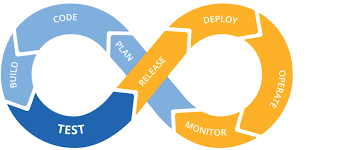 PLAN
CODE
BUILD
TEST
RELEASE
DEPLOY
OPERATE
MONITOR